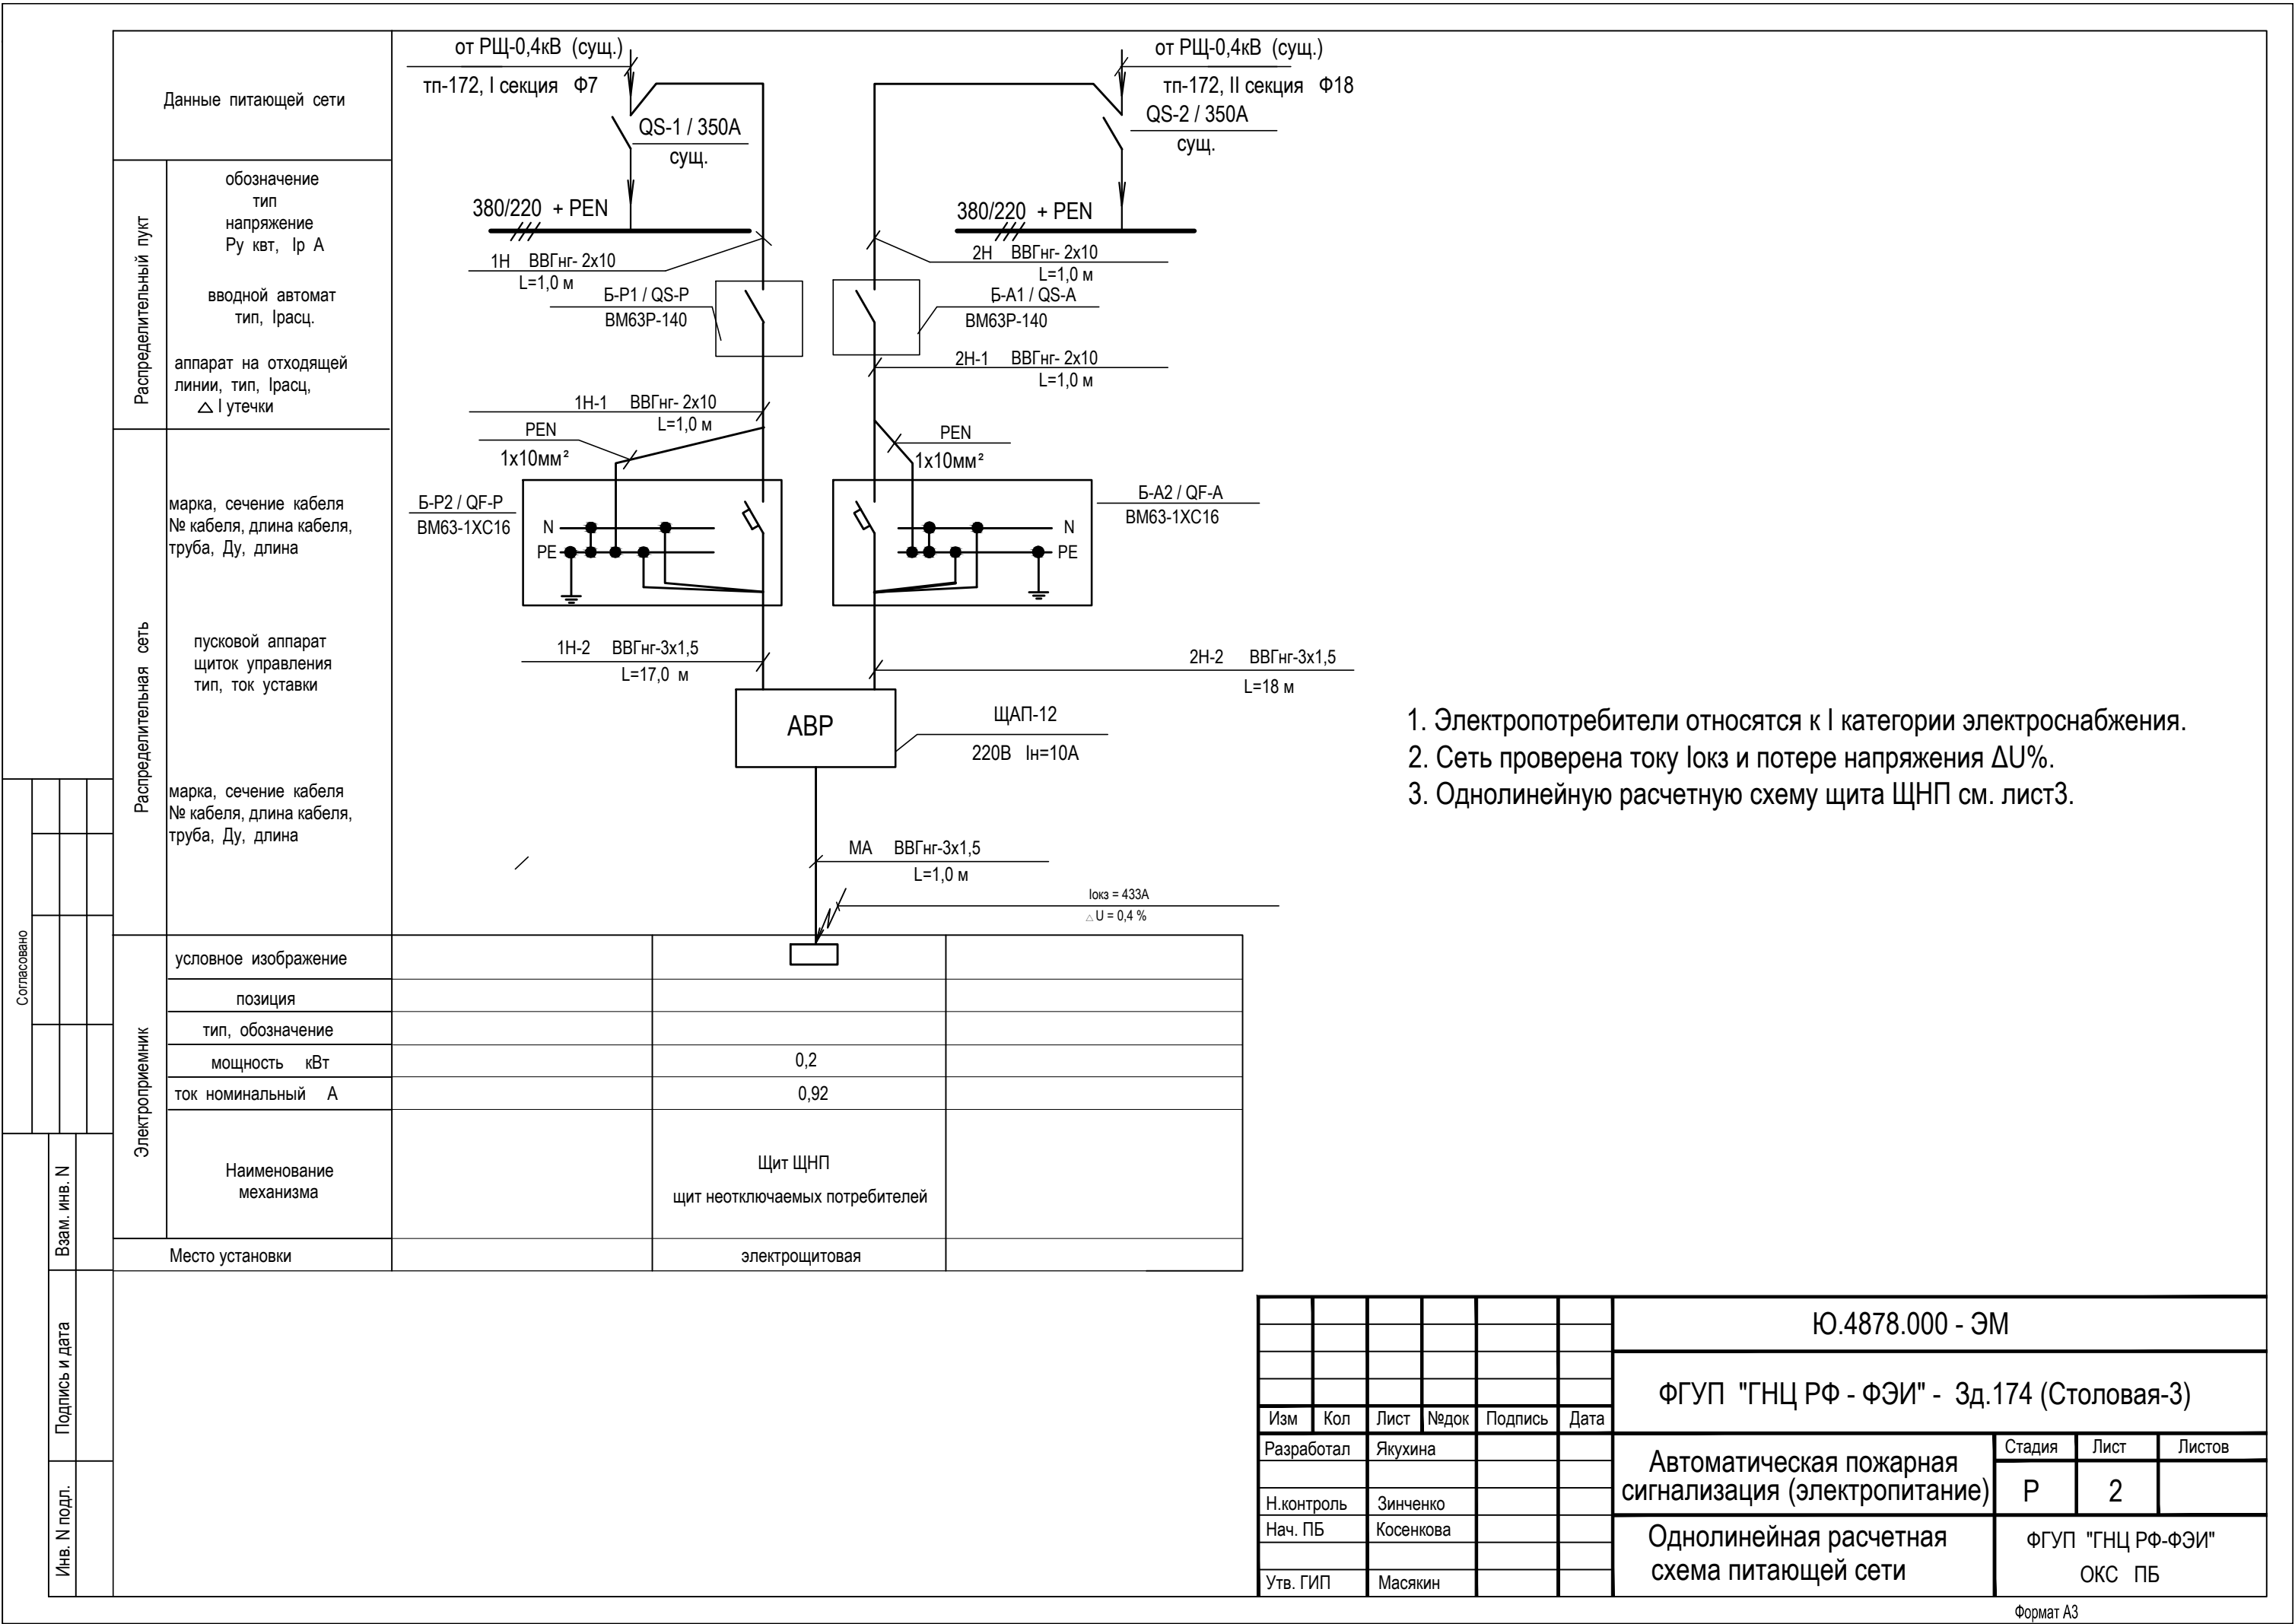 от РЩ-0,4кВ (сущ.)
тп-172, I секция Ф7
QS-1 / 350А
сущ.
380/220 + PEN
от РЩ-0,4кВ (сущ.)
тп-172, II секция Ф18
QS-2 / 350А
сущ.
380/220 + PEN
1Н ВВГнг- 2х10
L=1,0 м
Б-Р1 / QS-Р
ВМ63Р-140
2Н ВВГнг- 2х10
L=1,0 м
Б-А1 / QS-А
ВМ63Р-140
2Н-1 ВВГнг- 2х10
L=1,0 м
1Н-1 ВВГнг- 2х10
L=1,0 м
PEN
1х10мм²
PEN
1х10мм²
Б-Р2 / QF-Р
ВМ63-1ХС16
N
PE
N
PE
Б-А2 / QF-А
ВМ63-1ХС16
1Н-2 ВВГнг-3х1,5
L=17,0 м
2Н-2 ВВГнг-3х1,5
L=18 м
АВР
ЩАП-12
220В Iн=10А
МА ВВГнг-3х1,5
L=1,0 м
Iокз = 433А
△ U = 0,4 %
Данные питающей сети
Распределительный пукт
обозначение
тип
напряжение
Ру квт, Iр А
вводной автомат
тип, Iрасц.
аппарат на отходящей
линии, тип, Iрасц,
△ I утечки
Распределительная сеть
марка, сечение кабеля
№ кабеля, длина кабеля,
труба, Ду, длина
пусковой аппарат
щиток управления
тип, ток уставки
марка, сечение кабеля
№ кабеля, длина кабеля,
труба, Ду, длина
Электроприемник
условное изображение
позиция
тип, обозначение
мощность кВт
0,2
ток номинальный А
0,92
Наименование
механизма
Щит ЩНП
щит неотключаемых потребителей
Место установки
электрощитовая
1. Электропотребители относятся к I категории электроснабжения.
2. Сеть проверена току Iокз и потере напряжения ΔU%.
3. Однолинейную расчетную схему щита ЩНП см. лист3.
Согласовано
Взам. инв. N
Подпись и дата
Инв. N подл.
Ю.4878.000 - ЭМ
ФГУП "ГНЦ РФ - ФЭИ" - Зд.174 (Столовая-3)
Изм Кол Лист №док Подпись Дата
Разработал Якухина
Н.контроль Зинченко
Нач. ПБ Косенкова
Утв. ГИП Масякин
Автоматическая пожарная
сигнализация (электропитание)
Стадия Лист Листов
Р 2
Однолинейная расчетная
схема питающей сети
ФГУП "ГНЦ РФ-ФЭИ"
ОКС ПБ
Формат А3